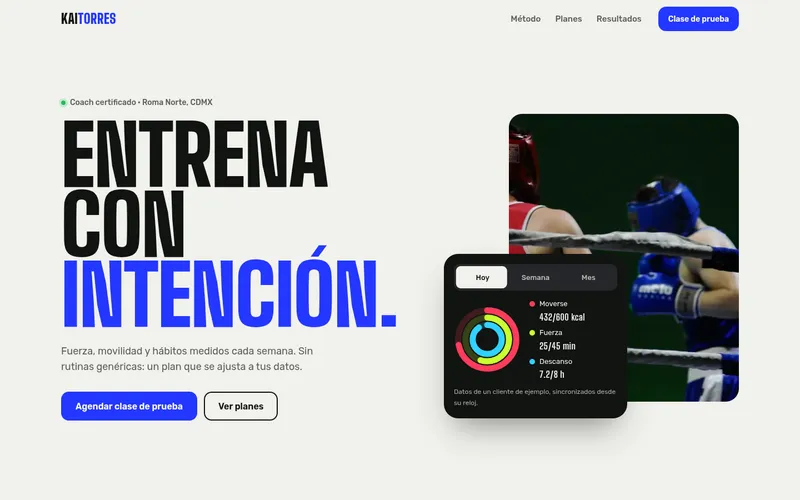 KAITORRES
Método
Planes
Resultados
Clase de prueba
Coach certificado · Roma Norte, CDMX
ENTRENA
CON
INTENCIÓN.
Fuerza, movilidad y hábitos medidos cada semana. Sin
rutinas genéricas: un plan que se ajusta a tus datos.
Agendar clase de prueba
Ver planes
Hoy
Semana
Mes
Moverse
432/600 kcal
Fuerza
25/45 min
Descanso
7.2/8 h
Datos de un cliente de ejemplo, sincronizados desde
su reloj.